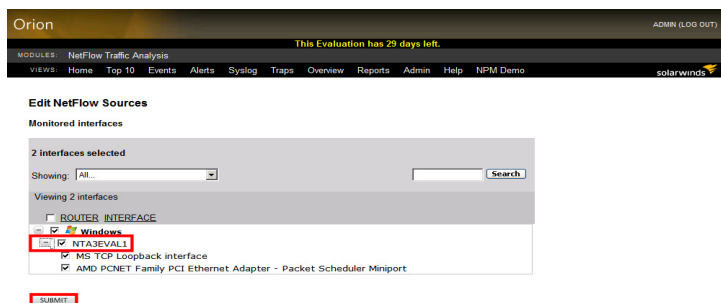 Orion
ADMIN (LOG OUT)
This Evaluation has 29 days left.
MODULES: NetFlow Traffic Analysis
VIEWS: Home Top 10 Events Alerts Syslog Traps Overview Reports Admin Help NPM Demo
solarwinds
Edit NetFlow Sources
Monitored interfaces
2 interfaces selected
Showing: All... Search
Viewing 2 interfaces
ROUTER INTERFACE
Windows
NTA3EVAL1
MS TCP Loopback interface
AMD PCNET Family PCI Ethernet Adapter - Packet Scheduler Miniport
SUBMIT